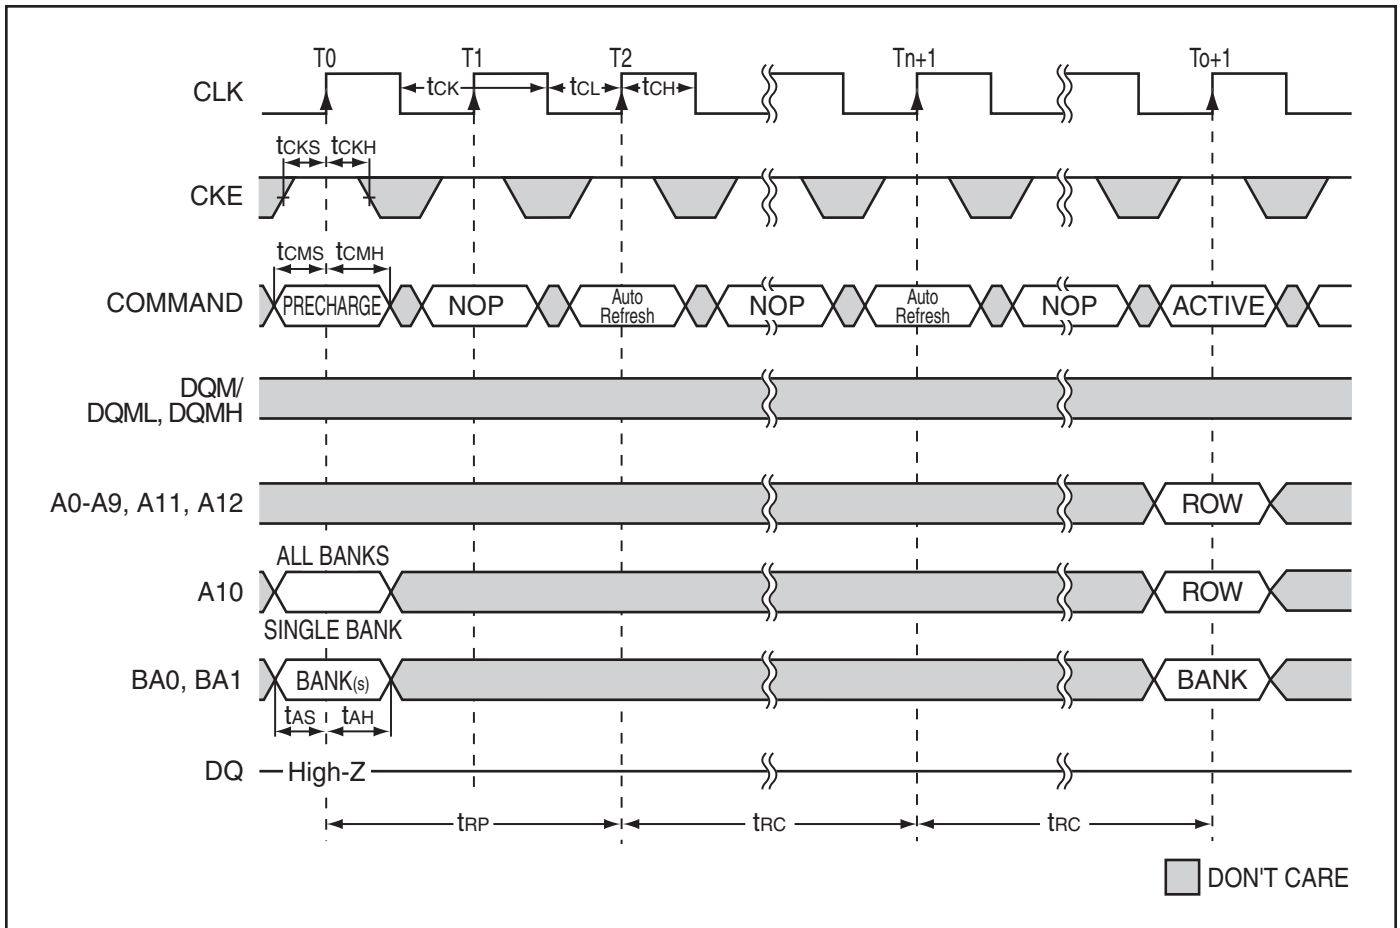 T0 T1 T2 Tn+1 To+1
CLK tCK tCL tCH
tCKS tCKH
CKE
tCMS tCMH
COMMAND PRECHARGE NOP Auto Refresh NOP Auto Refresh NOP ACTIVE
DQM/
DQML, DQMH
A0-A9, A11, A12 ROW
ALL BANKS
A10 ROW
SINGLE BANK
BA0, BA1 BANK(s) BANK
tAS tAH
DQ High-Z
tRP tRC tRC
DON'T CARE